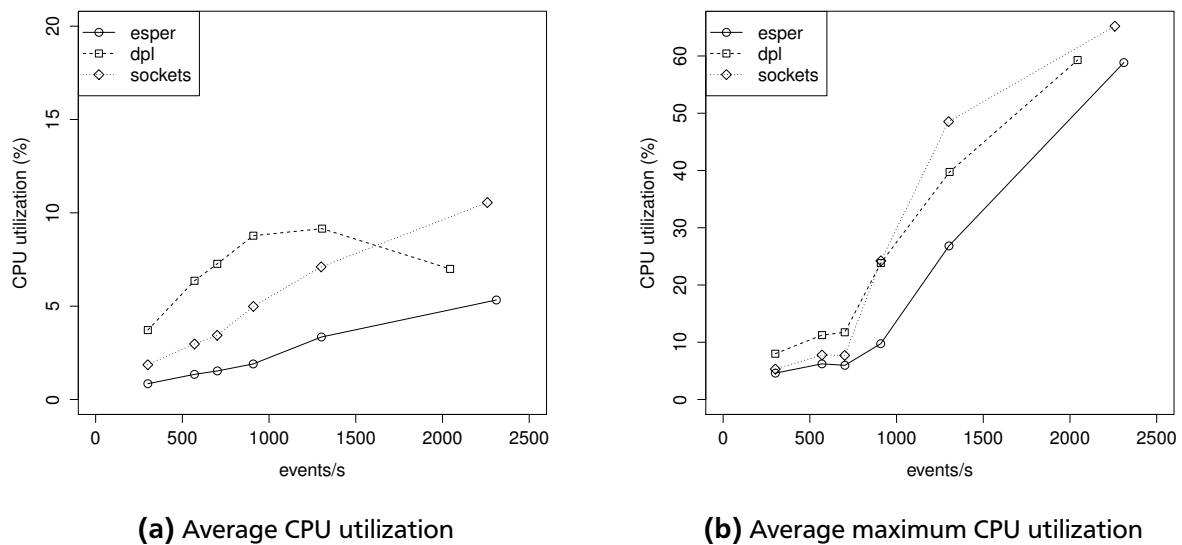 esper
dpl
sockets
CPU utilization (%)
20
15
10
5
0
0 500 1000 1500 2000 2500
events/s
(a) Average CPU utilization
esper
dpl
sockets
CPU utilization (%)
60
50
40
30
20
10
0
0 500 1000 1500 2000 2500
events/s
(b) Average maximum CPU utilization